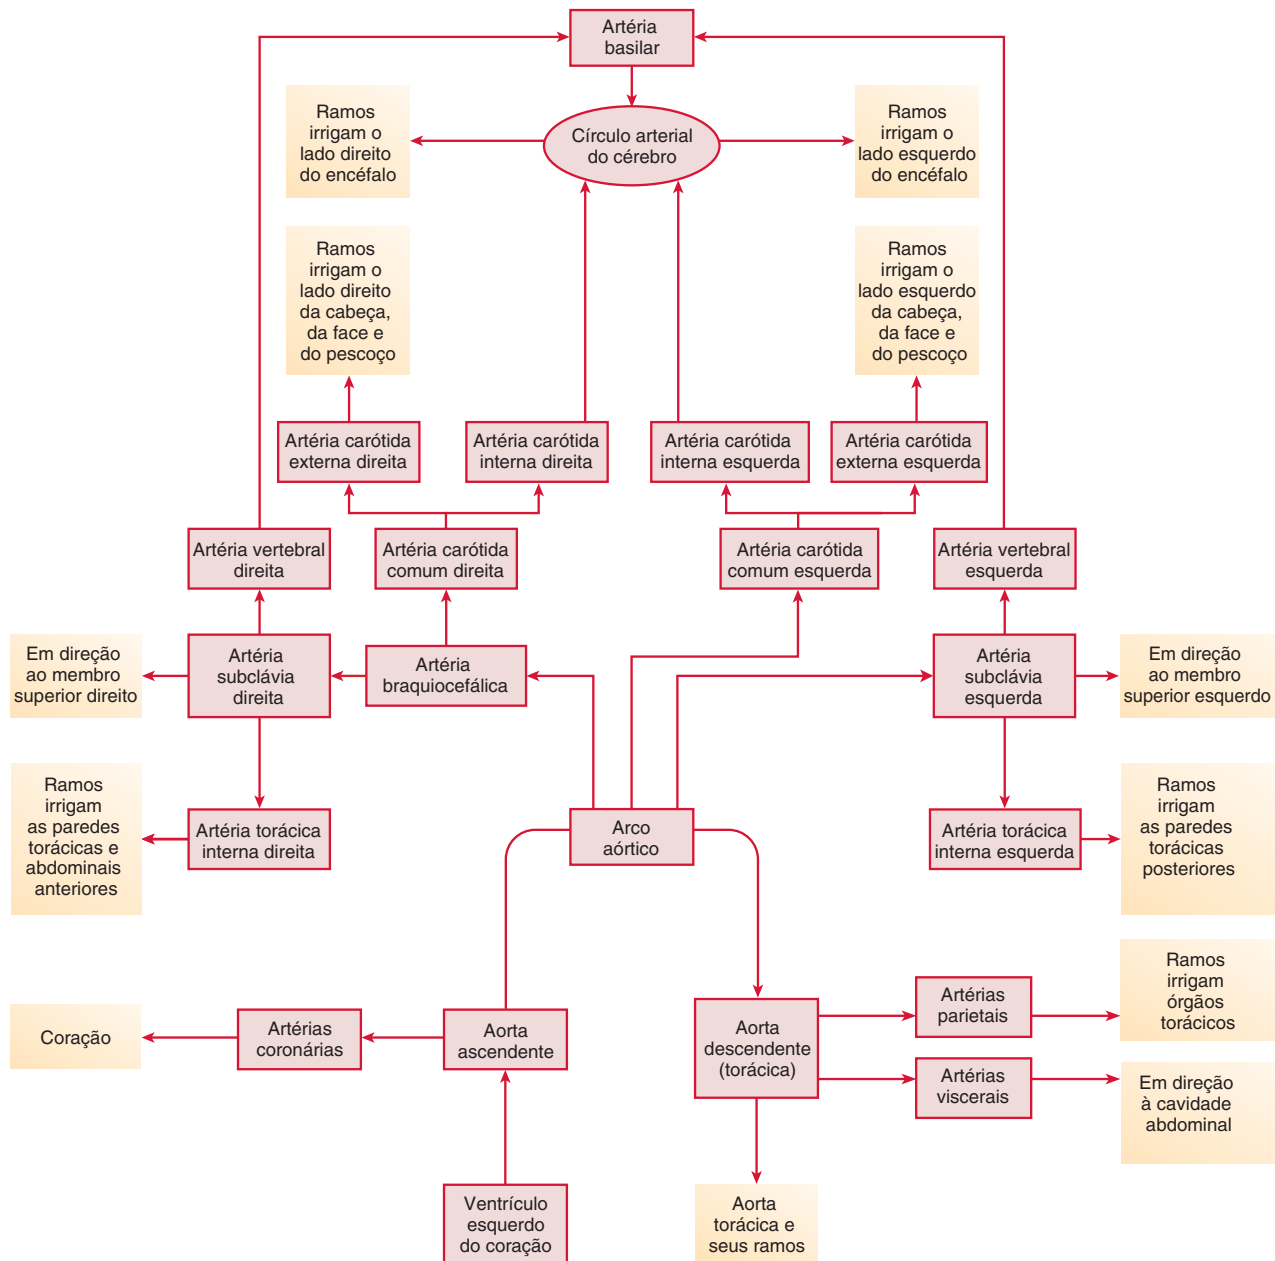 Artéria
basilar
Círculo arterial
do cérebro
Ramos
irrigam o
lado direito
do encéfalo
Ramos
irrigam o
lado esquerdo
do encéfalo
Ramos
irrigam o
lado direito
da cabeça,
da face e
do pescoço
Ramos
irrigam o
lado esquerdo
da cabeça,
da face e
do pescoço
Artéria carótida
externa direita
Artéria carótida
interna direita
Artéria carótida
interna esquerda
Artéria carótida
externa esquerda
Artéria vertebral
direita
Artéria carótida
comum direita
Artéria carótida
comum esquerda
Artéria vertebral
esquerda
Em direção
ao membro
superior direito
Artéria
subclávia
direita
Artéria
braquiocefálica
Artéria
subclávia
esquerda
Em direção
ao membro
superior esquerdo
Ramos
irrigam
as paredes
torácicas e
abdominais
anteriores
Artéria torácica
interna direita
Arco
aórtico
Artéria torácica
interna esquerda
Ramos
irrigam
as paredes
torácicas
posteriores
Coração
Artérias
coronárias
Aorta
ascendente
Aorta
descendente
(torácica)
Artérias
parietais
Ramos
irrigam
órgãos
torácicos
Artérias
viscerais
Em direção
à cavidade
abdominal
Ventrículo
esquerdo
do coração
Aorta
torácica e
seus ramos